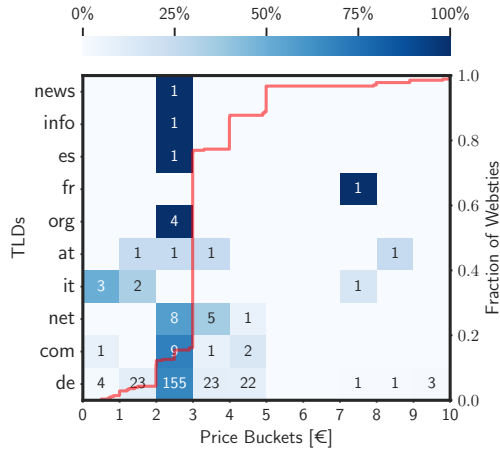 0% 25% 50% 75% 100%
news 1 1.0
info 1
es 1 0.8
fr 1
org 4 0.6
at 1 1 1 1
it 3 2 1 0.4
net 8 5 1
com 1 9 1 2 0.2
de 4 23 155 23 22 1 1 3 0.0
0 1 2 3 4 5 6 7 8 9 10
Price Buckets [€]
TLDs
Fraction of Websties